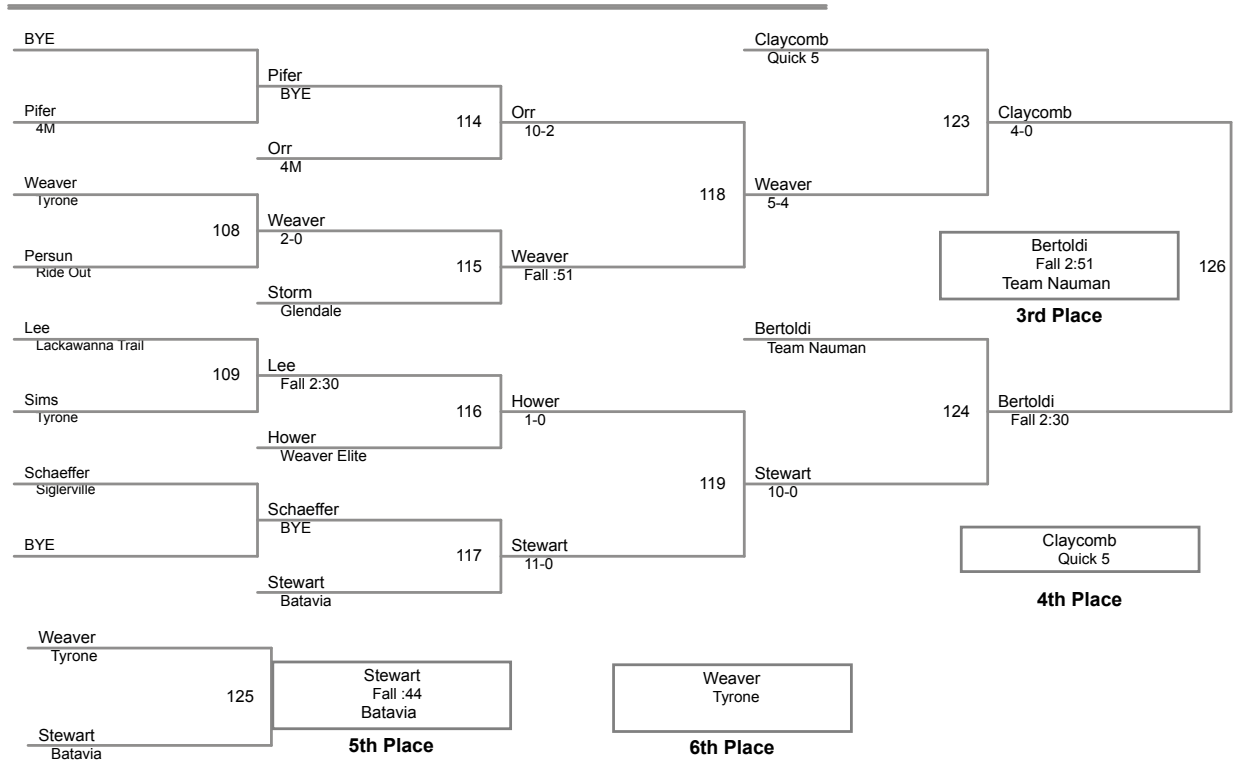 BYE
Pifer
4M
Weaver
Tyrone
108
Persun
Ride Out
Lee
Lackawanna Trail
109
Sims
Tyrone
Schaeffer
Siglerville
BYE
Pifer
BYE
114
Orr
4M
Weaver
2-0
115
Storm
Glendale
Lee
Fall 2:30
116
Hower
Weaver Elite
Schaeffer
BYE
117
Stewart
Batavia
Orr
10-2
118
Weaver
Fall :51
Hower
1-0
119
Stewart
11-0
Claycomb
Quick 5
123
Weaver
5-4
Bertoldi
Team Nauman
124
Stewart
10-0
Claycomb
4-0
126
Bertoldi
Fall 2:30
Bertoldi
Fall 2:51
Team Nauman
3rd Place
Claycomb
Quick 5
4th Place
Weaver
Tyrone
125
Stewart
Batavia
Stewart
Fall :44
Batavia
5th Place
Weaver
Tyrone
6th Place